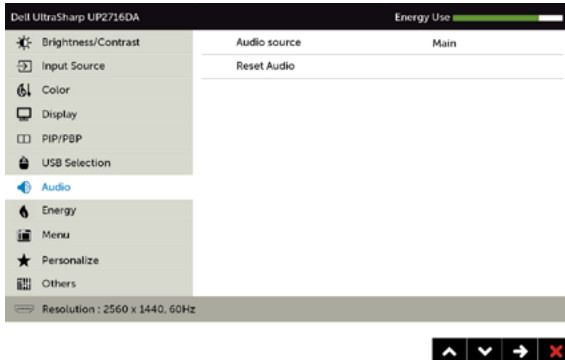 Dell UltraSharp UP2716DA Energy Use
Brightness/Contrast Audio source Main
Input Source Reset Audio
Color
Display
PIP/PBP
USB Selection
Audio
Energy
Menu
Personalize
Others
Resolution : 2560 x 1440, 60Hz